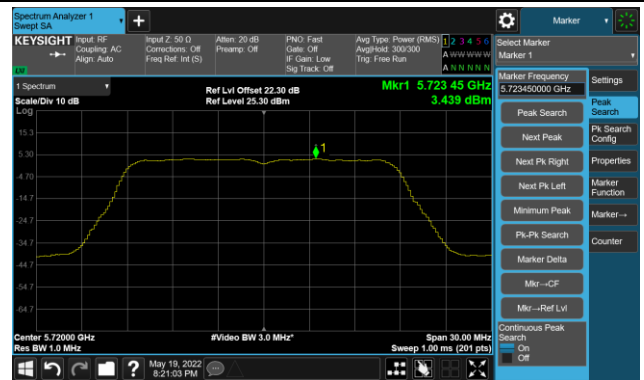 Spectrum Analyzer 1
Swept SA
Marker
KEYSIGHT
Input: RF
Coupling: AC
Align: Auto
Input Z: 50 Ω
Corrections: Off
Freq Ref: Int (S)
Atten: 20 dB
Preamp: Off
PNO: Fast
Gate: Off
IF Gain: Low
Sig Track: Off
Avg Type: Power (RMS)
Avg|Hold: 300/300
Trig: Free Run
1 2 3 4 5 6
A W W W W W
A N N N N N
LW
Select Marker
Marker 1
1 Spectrum
Scale/Div 10 dB
Log
Ref Lvl Offset 22.30 dB
Ref Level 25.30 dBm
Mkr1 5.723 45 GHz
3.439 dBm
15.3
5.30
-4.70
-14.7
-24.7
-34.7
-44.7
-54.7
-64.7
1
Center 5.72000 GHz
Res BW 1.0 MHz
#Video BW 3.0 MHz*
Span 30.00 MHz
Sweep 1.00 ms (201 pts)
Marker Frequency
5.723450000 GHz
Peak Search
Next Peak
Next Pk Right
Next Pk Left
Minimum Peak
Pk-Pk Search
Marker Delta
Mkr→CF
Mkr→Ref Lvl
Continuous Peak
Search
On
Off
Settings
Peak
Search
Pk Search
Config
Properties
Marker
Function
Marker→
Counter
May 19, 2022
8:21:03 PM